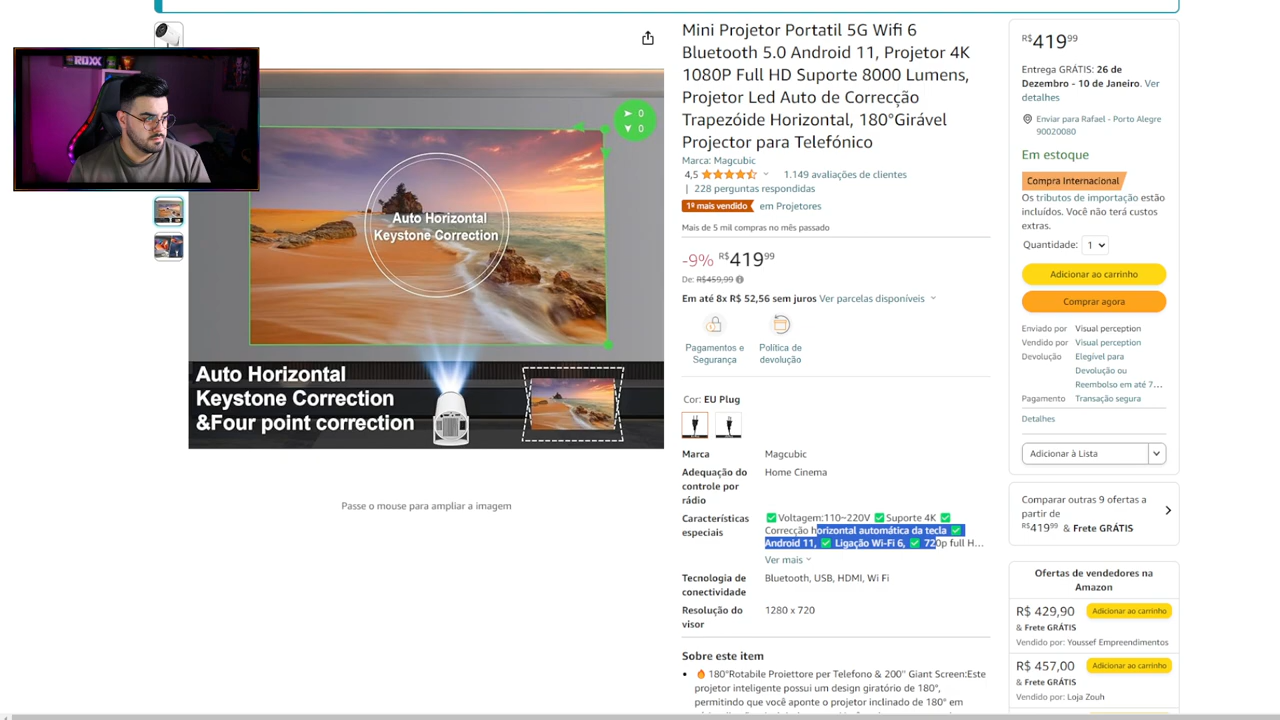 ROXX
0
0
Auto Horizontal
Keystone Correction
Auto Horizontal
Keystone Correction
&Four point correction
Passe o mouse para ampliar a imagem
Mini Projetor Portatil 5G Wifi 6
Bluetooth 5.0 Android 11, Projetor 4K
1080P Full HD Suporte 8000 Lumens,
Projetor Led Auto de Correcção
Trapezóide Horizontal, 180°Girável
Projector para Telefónico
Marca: Magcubic
4,5 1.149 avaliações de clientes
| 228 perguntas respondidas
1º mais vendido em Projetores
Mais de 5 mil compras no mês passado
-9% R$41999
De: R$459,99
Em até 8x R$ 52,56 sem juros Ver parcelas disponíveis
Pagamentos e
Segurança
Política de
devolução
Cor: EU Plug
Marca Magcubic
Adequação do
controle por
rádio
Home Cinema
Características
especiais
✅Voltagem:110~220V ✅Suporte 4K ✅
Correcção horizontal automática da tecla ✅
Android 11, ✅ Ligação Wi-Fi 6, ✅ 720p full H...
Ver mais
Tecnologia de
conectividade
Bluetooth, USB, HDMI, Wi Fi
Resolução do
visor
1280 x 720
Sobre este item
• 🔥 180°Rotabile Proiettore per Telefono & 200'' Giant Screen:Este
projetor inteligente possui um design giratório de 180°,
permitindo que você aponte o projetor inclinado de 180° em
R$41999
Entrega GRÁTIS: 26 de
Dezembro - 10 de Janeiro. Ver
detalhes
Enviar para Rafael - Porto Alegre
90020080
Em estoque
Compra Internacional
Os tributos de importação estão
incluídos. Você não terá custos
extras.
Quantidade: 1
Adicionar ao carrinho
Comprar agora
Enviado por Visual perception
Vendido por Visual perception
Devolução Elegível para
Devolução ou
Reembolso em até 7...
Pagamento Transação segura
Detalhes
Adicionar à Lista
Comparar outras 9 ofertas a
partir de
R$41999 & Frete GRÁTIS
Ofertas de vendedores na
Amazon
R$ 429,90 Adicionar ao carrinho
& Frete GRÁTIS
Vendido por: Youssef Empreendimentos
R$ 457,00 Adicionar ao carrinho
& Frete GRÁTIS
Vendido por: Loja Zouh